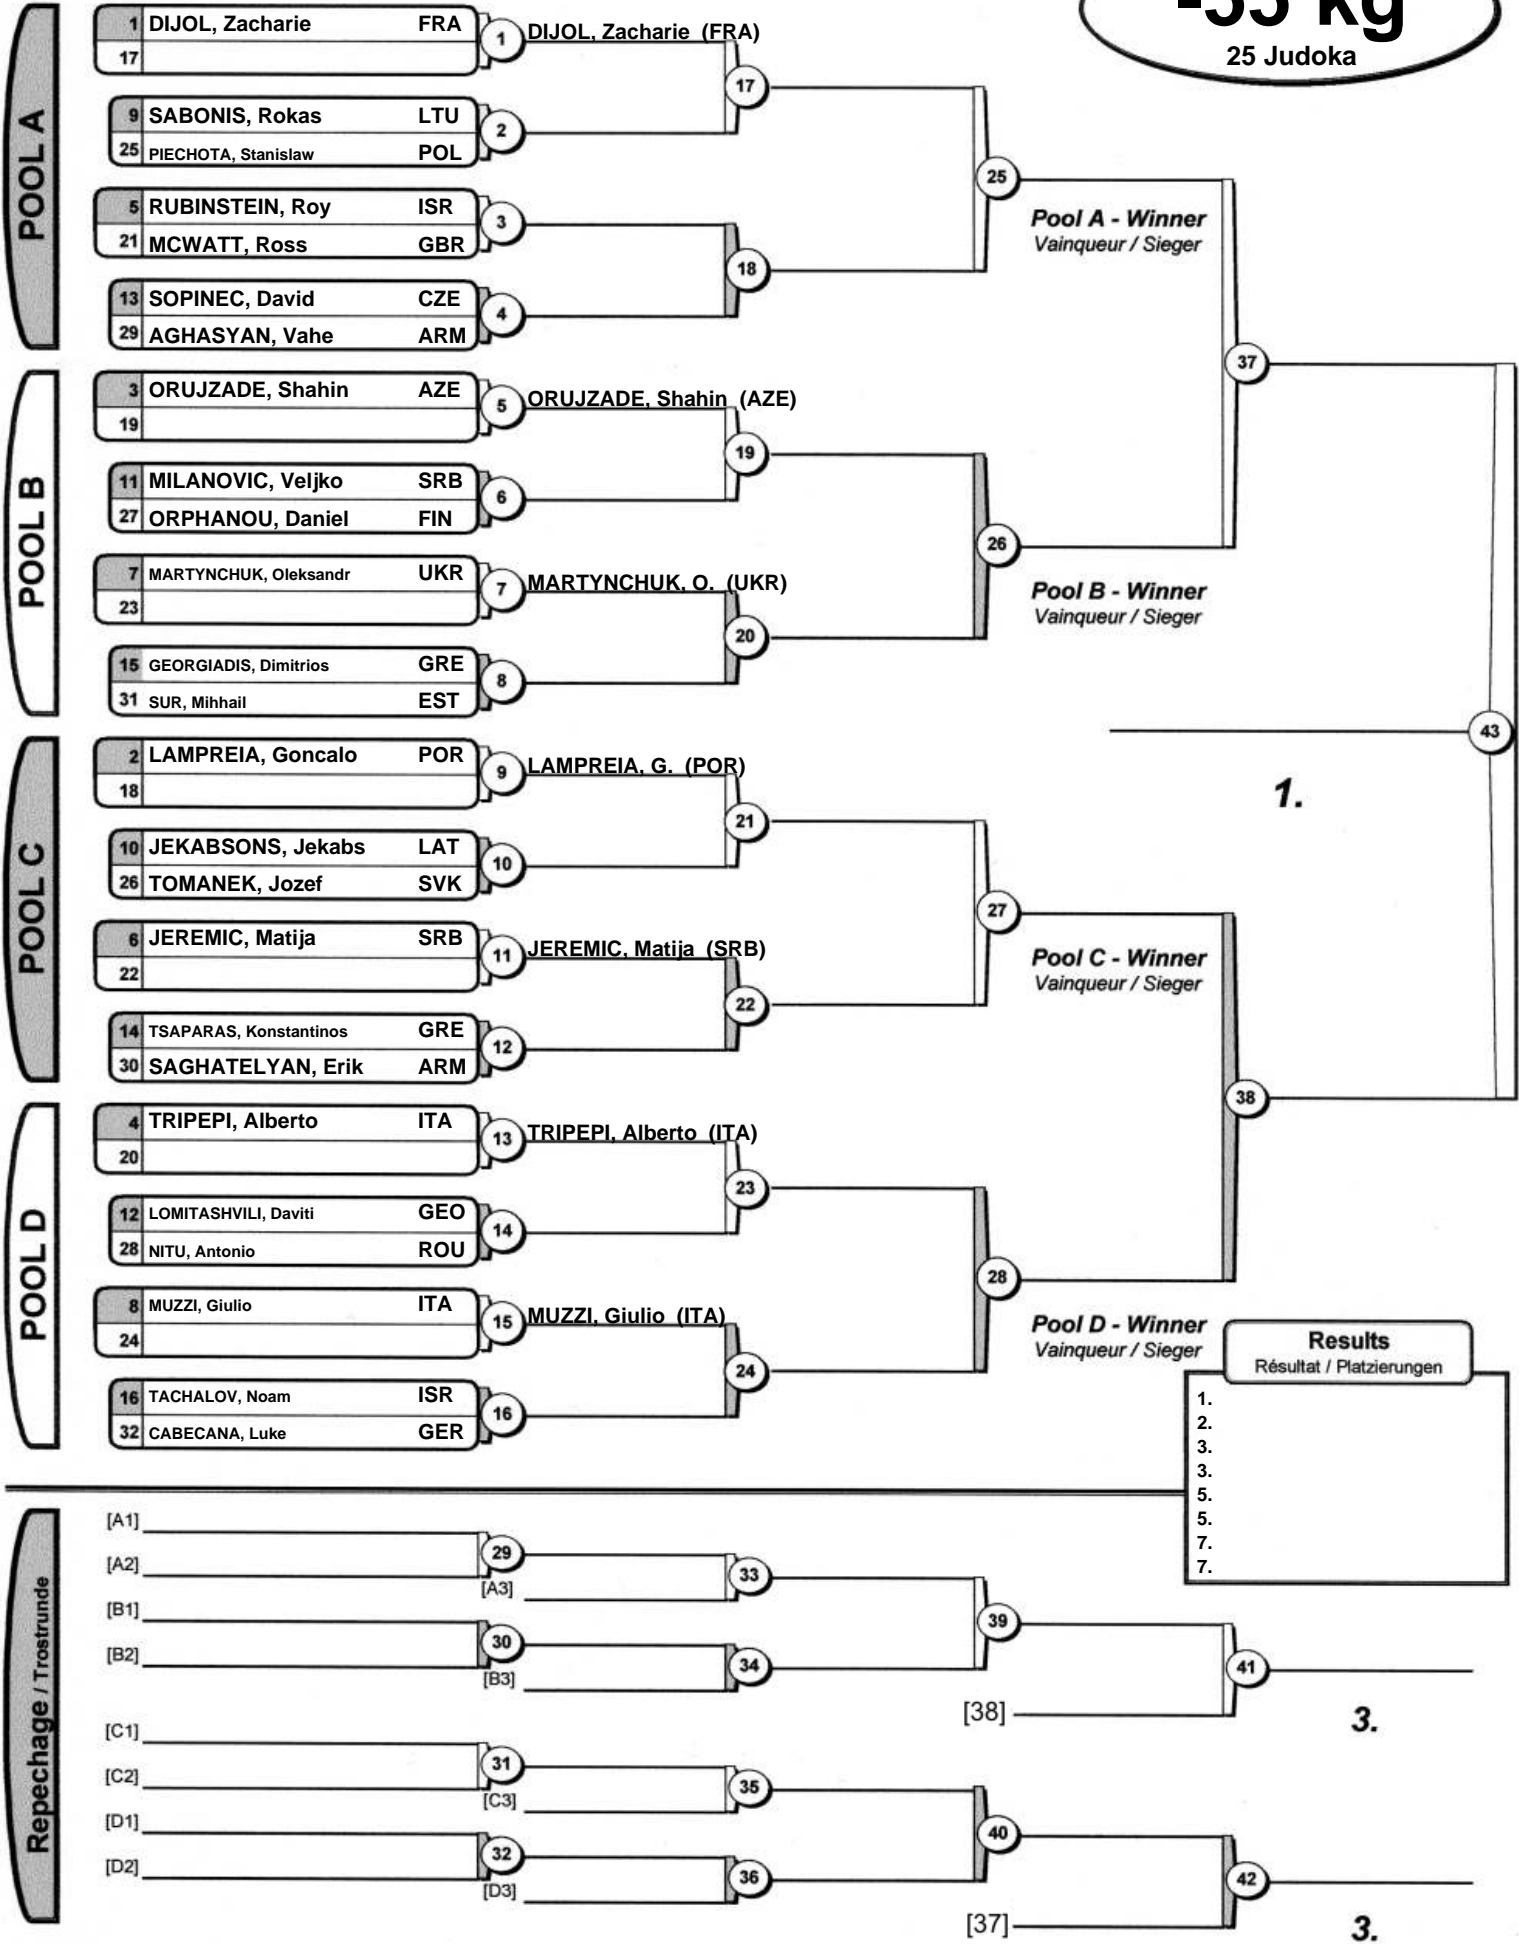 -55 kg
25 Judoka
POOL A
1 DIJOL, Zacharie FRA
17
1 DIJOL, Zacharie (FRA)
9 SABONIS, Rokas LTU
25 PIECHOTA, Stanislaw POL
2
17
5 RUBINSTEIN, Roy ISR
21 MCWATT, Ross GBR
3
13 SOPINEC, David CZE
29 AGHASYAN, Vahe ARM
4
18
25
Pool A - Winner
Vainqueur / Sieger
POOL B
3 ORUJZADE, Shahin AZE
19
5 ORUJZADE, Shahin (AZE)
11 MILANOVIC, Veljko SRB
27 ORPHANOU, Daniel FIN
6
19
7 MARTYNCHUK, Oleksandr UKR
23
7 MARTYNCHUK, O. (UKR)
15 GEORGIADIS, Dimitrios GRE
31 SUR, Mihhail EST
8
20
26
Pool B - Winner
Vainqueur / Sieger
37
POOL C
2 LAMPREIA, Goncalo POR
18
9 LAMPREIA, G. (POR)
10 JEKABSONS, Jekabs LAT
26 TOMANEK, Jozef SVK
10
21
6 JEREMIC, Matija SRB
22
11 JEREMIC, Matija (SRB)
14 TSAPARAS, Konstantinos GRE
30 SAGHATELYAN, Erik ARM
12
22
27
Pool C - Winner
Vainqueur / Sieger
43
1.
POOL D
4 TRIPEPI, Alberto ITA
20
13 TRIPEPI, Alberto (ITA)
12 LOMITASHVILI, Daviti GEO
28 NITU, Antonio ROU
14
23
8 MUZZI, Giulio ITA
24
15 MUZZI, Giulio (ITA)
16 TACHALOV, Noam ISR
32 CABECANA, Luke GER
16
24
28
Pool D - Winner
Vainqueur / Sieger
38
Results
Résultat / Platzierungen
1.
2.
3.
3.
5.
5.
7.
7.
Repechage / Trostrunde
[A1]
[A2]
29
[A3]
33
[B1]
[B2]
30
[B3]
34
39
[38]
41
3.
[C1]
[C2]
31
[C3]
35
[D1]
[D2]
32
[D3]
36
40
[37]
42
3.